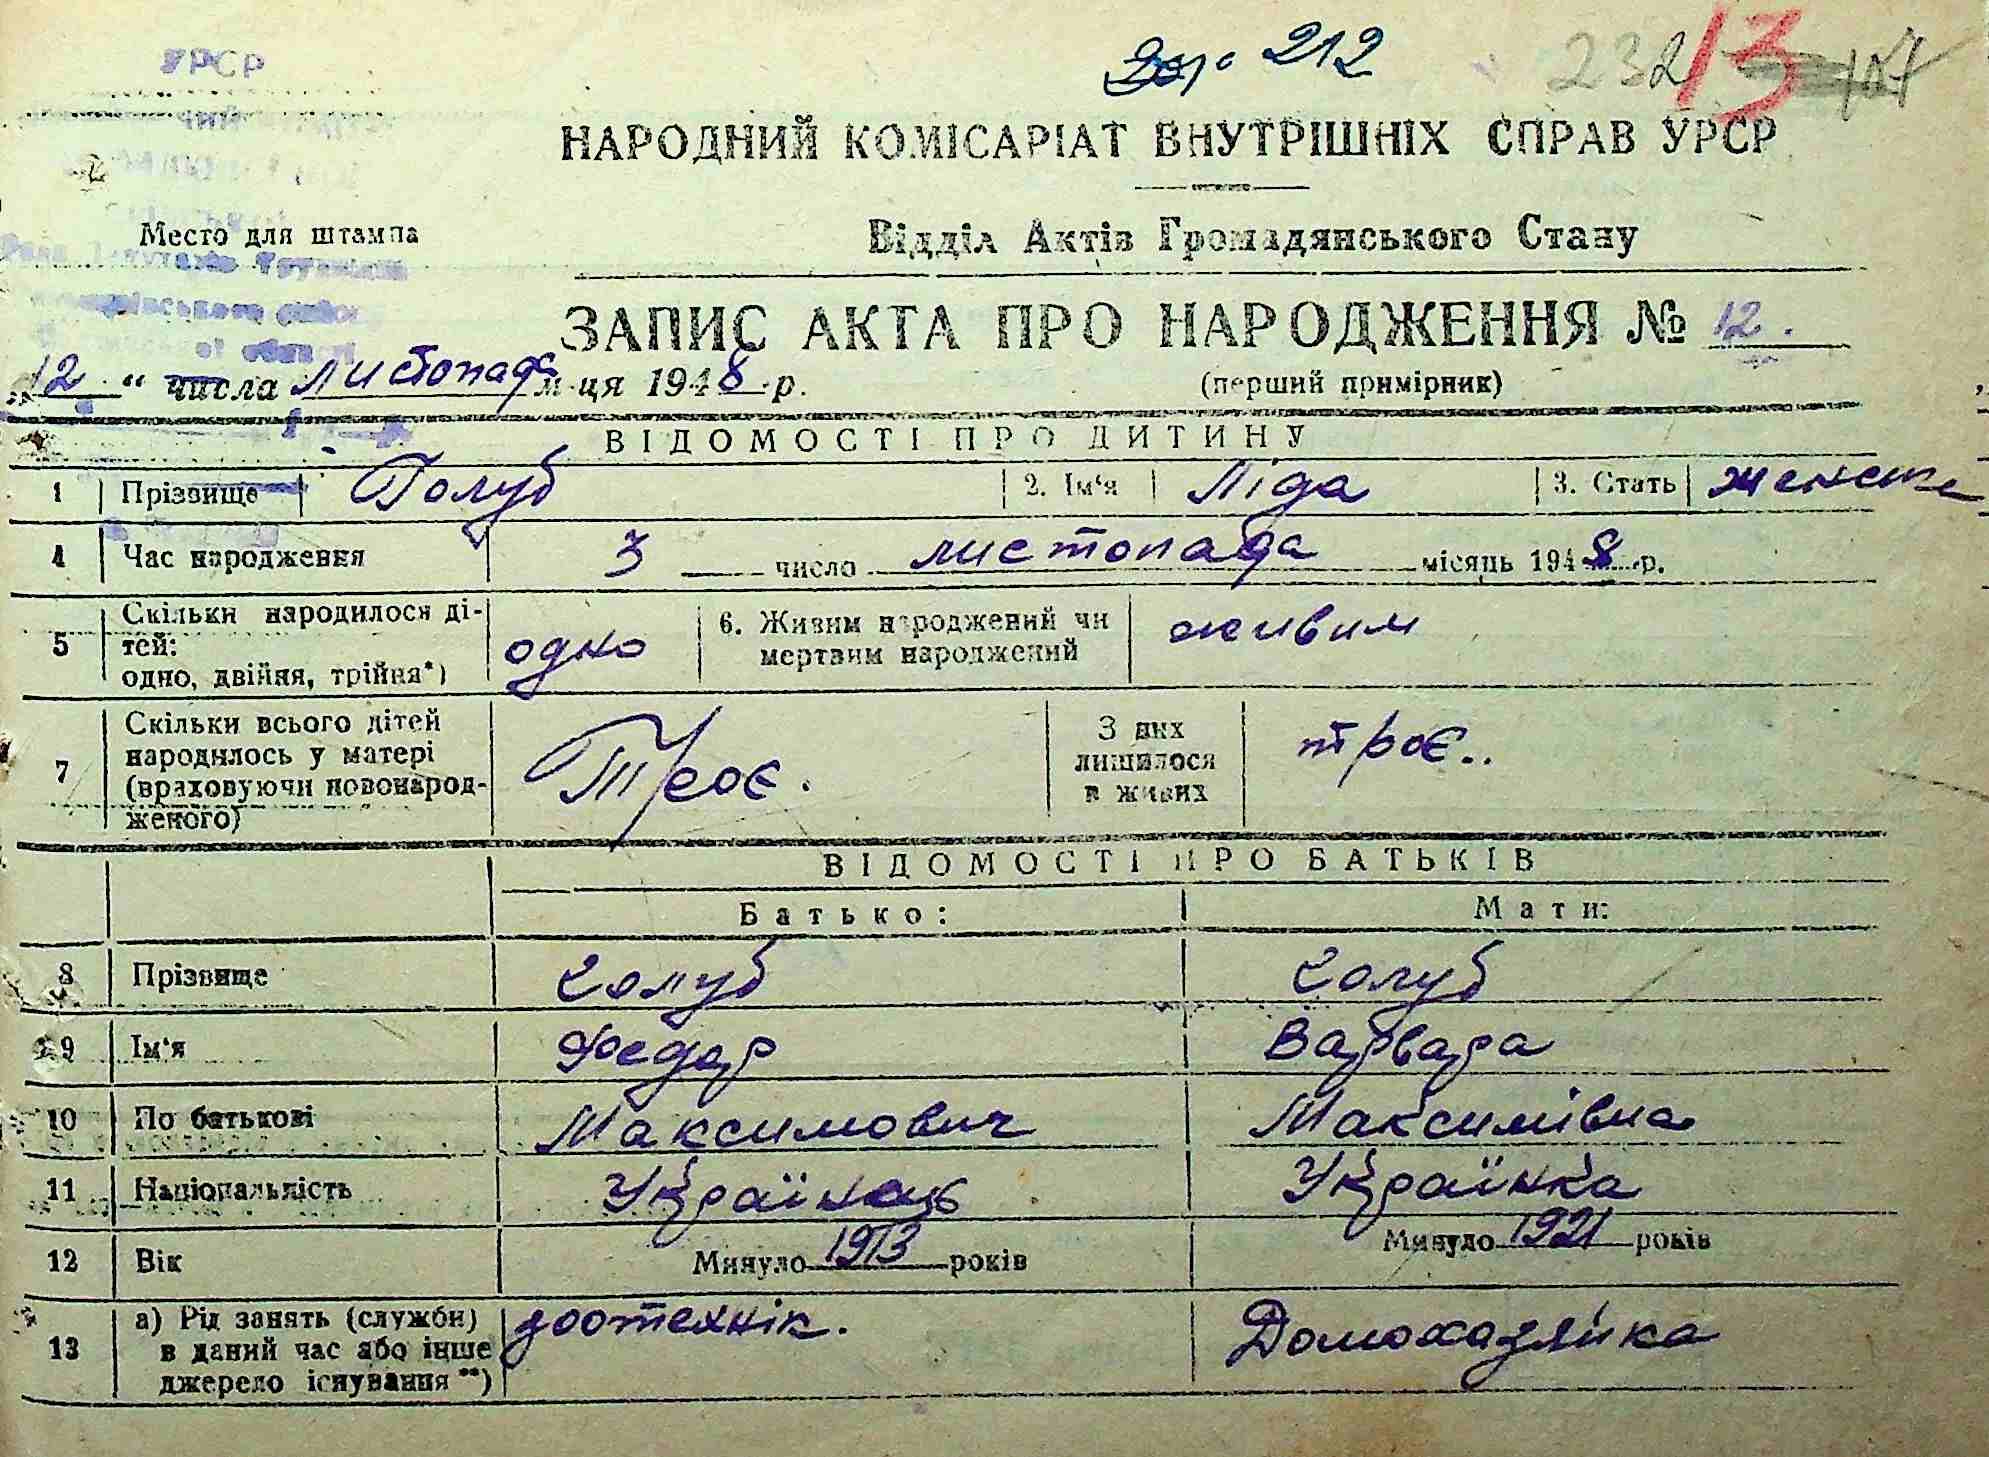 УРСР
212
232 13
НАРОДНИЙ КОМІСАРІАТ ВНУТРІШНІХ СПРАВ УРСР
Место для штампа
Відділ Актів Громадянського Стану
ЗАПИС АКТА ПРО НАРОДЖЕННЯ № 12.
„12“ числа листопада м-ця 1948 р.
(перший примірник)
ВІДОМОСТІ ПРО ДИТИНУ
1 Прізвище Голуб 2. Ім‘я Ліда 3. Стать
4 Час народження 3 число листопада місяць 1948 р.
5 Скільки народилося ді-
тей:
одно, двійня, трійня*)
одно
6. Живим народжений чи
мертвим народжений
живим
7 Скільки всього дітей
народилось у матері
(враховуючи новонарод-
женого)
Троє.
З них
лишилося
в живих
троє..
ВІДОМОСТІ ПРО БАТЬКІВ
Батько: Мати:
8 Прізвище Голуб Голуб
9 Ім‘я Федар Варвара
10 По батькові Максимович Максимівна
11 Національність Українець Українка
12 Вік Минуло 1913 років Минуло 1921 років
13 а) Рід занять (служби)
в даний час або інше
джерело існування**)
зоотехнік. Домохазяйка